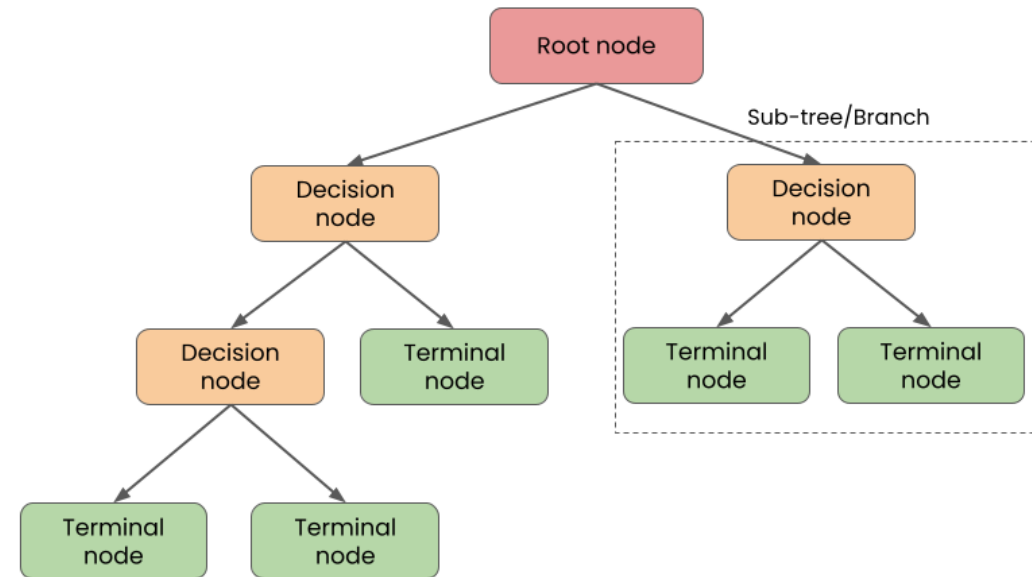 Root node
Sub-tree/Branch
Decision
node
Decision
node
Decision
node
Terminal
node
Terminal
node
Terminal
node
Terminal
node
Terminal
node